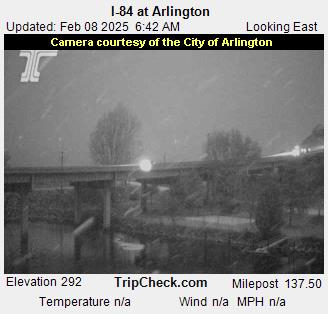 I-84 at Arlington
Updated: Feb 08 2025 6:42 AM Looking East
Camera courtesy of the City of Arlington
Elevation 292 TripCheck.com Milepost 137.50
Temperature n/a Wind n/a MPH n/a